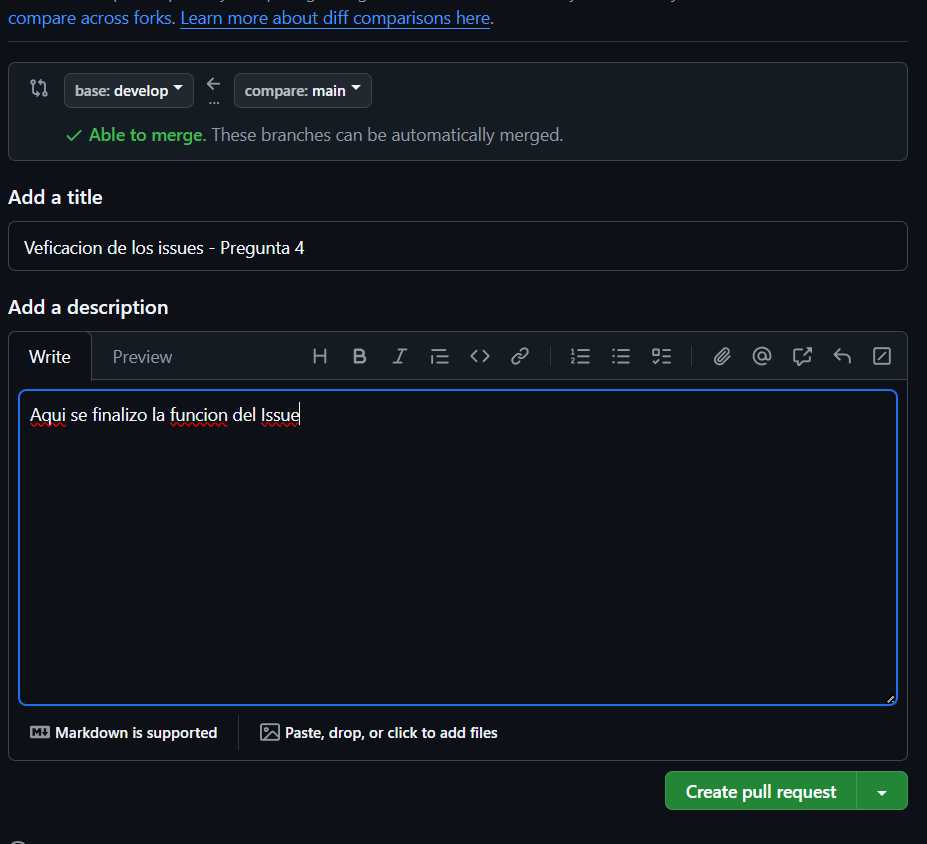 compare across forks. Learn more about diff comparisons here.
base: develop
...
compare: main
Able to merge. These branches can be automatically merged.
Add a title
Veficacion de los issues - Pregunta 4
Add a description
Write Preview
Aqui se finalizo la funcion del Issue
Markdown is supported
Paste, drop, or click to add files
Create pull request